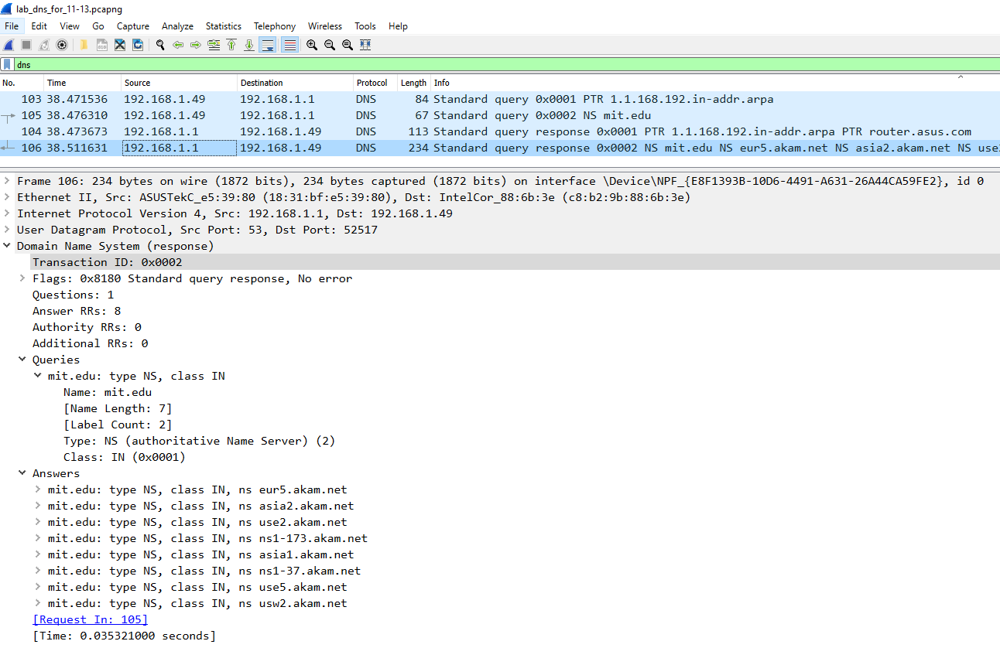 lab_dns_for_11-13.pcapng
File Edit View Go Capture Analyze Statistics Telephony Wireless Tools Help
dns
No. Time Source Destination Protocol Length Info
103 38.471536 192.168.1.49 192.168.1.1 DNS 84 Standard query 0x0001 PTR 1.1.168.192.in-addr.arpa
105 38.476310 192.168.1.49 192.168.1.1 DNS 67 Standard query 0x0002 NS mit.edu
104 38.473673 192.168.1.1 192.168.1.49 DNS 113 Standard query response 0x0001 PTR 1.1.168.192.in-addr.arpa PTR router.asus.com
106 38.511631 192.168.1.1 192.168.1.49 DNS 234 Standard query response 0x0002 NS mit.edu NS eur5.akam.net NS asia2.akam.net NS use2
Frame 106: 234 bytes on wire (1872 bits), 234 bytes captured (1872 bits) on interface \Device\NPF_{E8F1393B-10D6-4491-A631-26A44CA59FE2}, id 0
Ethernet II, Src: ASUSTekC_e5:39:80 (18:31:bf:e5:39:80), Dst: IntelCor_88:6b:3e (c8:b2:9b:88:6b:3e)
Internet Protocol Version 4, Src: 192.168.1.1, Dst: 192.168.1.49
User Datagram Protocol, Src Port: 53, Dst Port: 52517
Domain Name System (response)
Transaction ID: 0x0002
Flags: 0x8180 Standard query response, No error
Questions: 1
Answer RRs: 8
Authority RRs: 0
Additional RRs: 0
Queries
mit.edu: type NS, class IN
Name: mit.edu
[Name Length: 7]
[Label Count: 2]
Type: NS (authoritative Name Server) (2)
Class: IN (0x0001)
Answers
mit.edu: type NS, class IN, ns eur5.akam.net
mit.edu: type NS, class IN, ns asia2.akam.net
mit.edu: type NS, class IN, ns use2.akam.net
mit.edu: type NS, class IN, ns ns1-173.akam.net
mit.edu: type NS, class IN, ns asia1.akam.net
mit.edu: type NS, class IN, ns ns1-37.akam.net
mit.edu: type NS, class IN, ns use5.akam.net
mit.edu: type NS, class IN, ns usw2.akam.net
[Request In: 105]
[Time: 0.035321000 seconds]